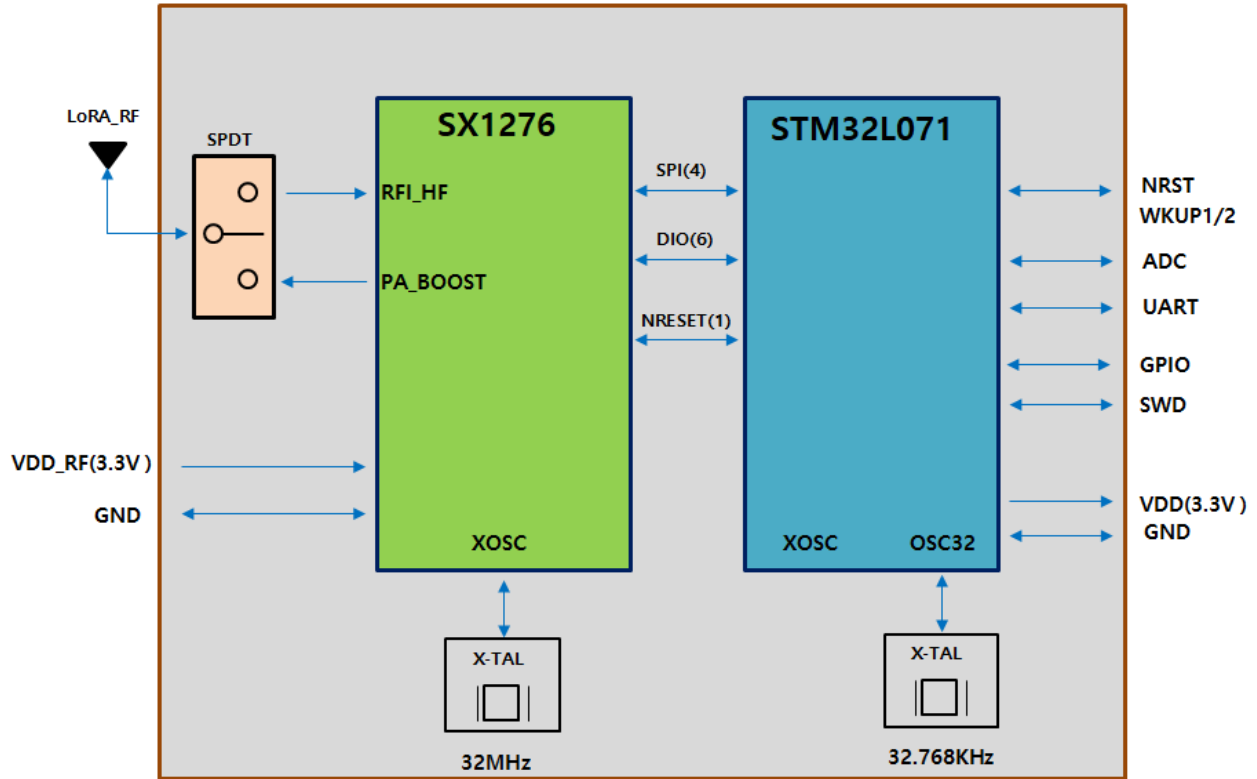 LoRA_RF
SPDT
SX1276
STM32L071
RFI_HF
PA_BOOST
SPI(4)
DIO(6)
NRESET(1)
NRST
WKUP1/2
ADC
UART
GPIO
SWD
VDD_RF(3.3V )
GND
VDD(3.3V )
GND
XOSC
XOSC
OSC32
X-TAL
32MHz
X-TAL
32.768KHz